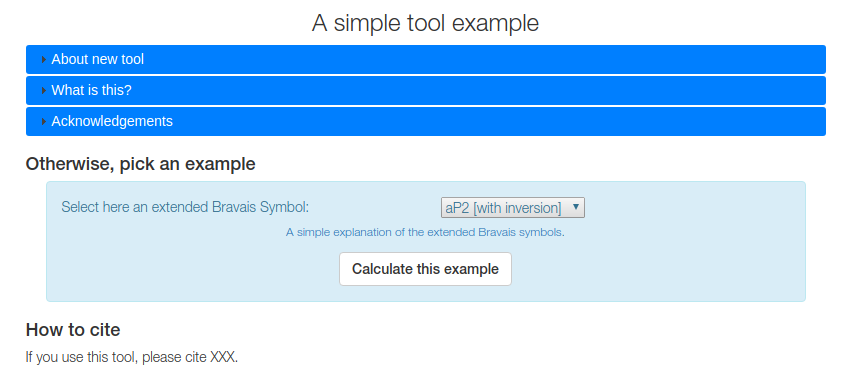 A simple tool example
About new tool
What is this?
Acknowledgements
Otherwise, pick an example
Select here an extended Bravais Symbol: aP2 [with inversion]
A simple explanation of the extended Bravais symbols.
Calculate this example
How to cite
If you use this tool, please cite XXX.